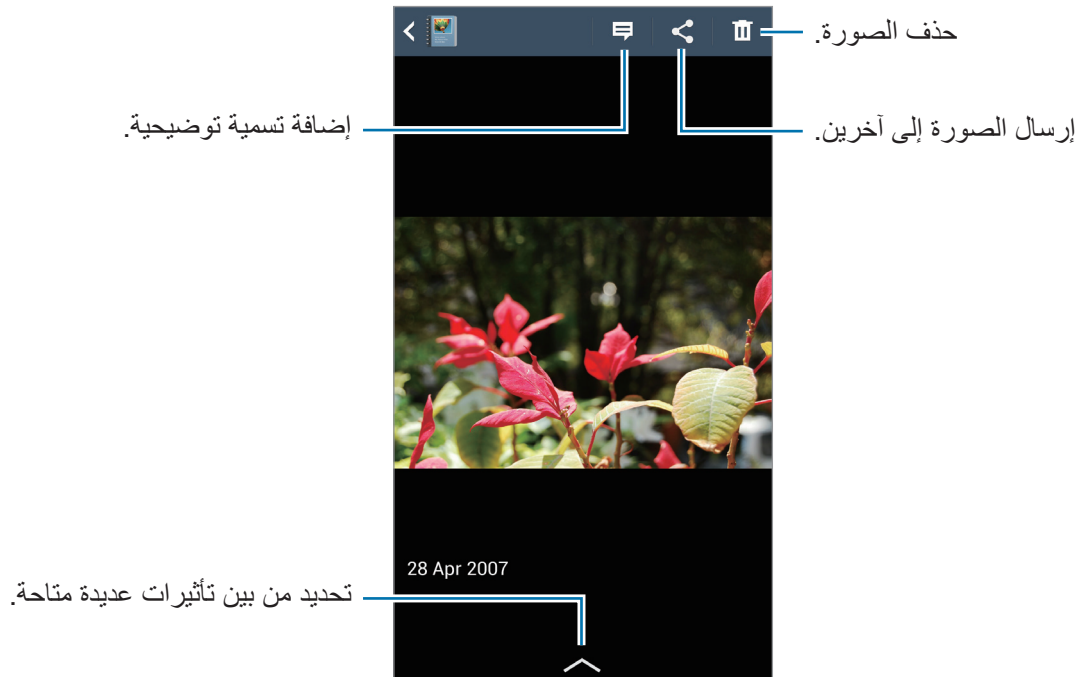 حذف الصورة.
إضافة تسمية توضيحية.
إرسال الصورة إلى آخرين.
28 Apr 2007
تحديد من بين تأثيرات عديدة متاحة.